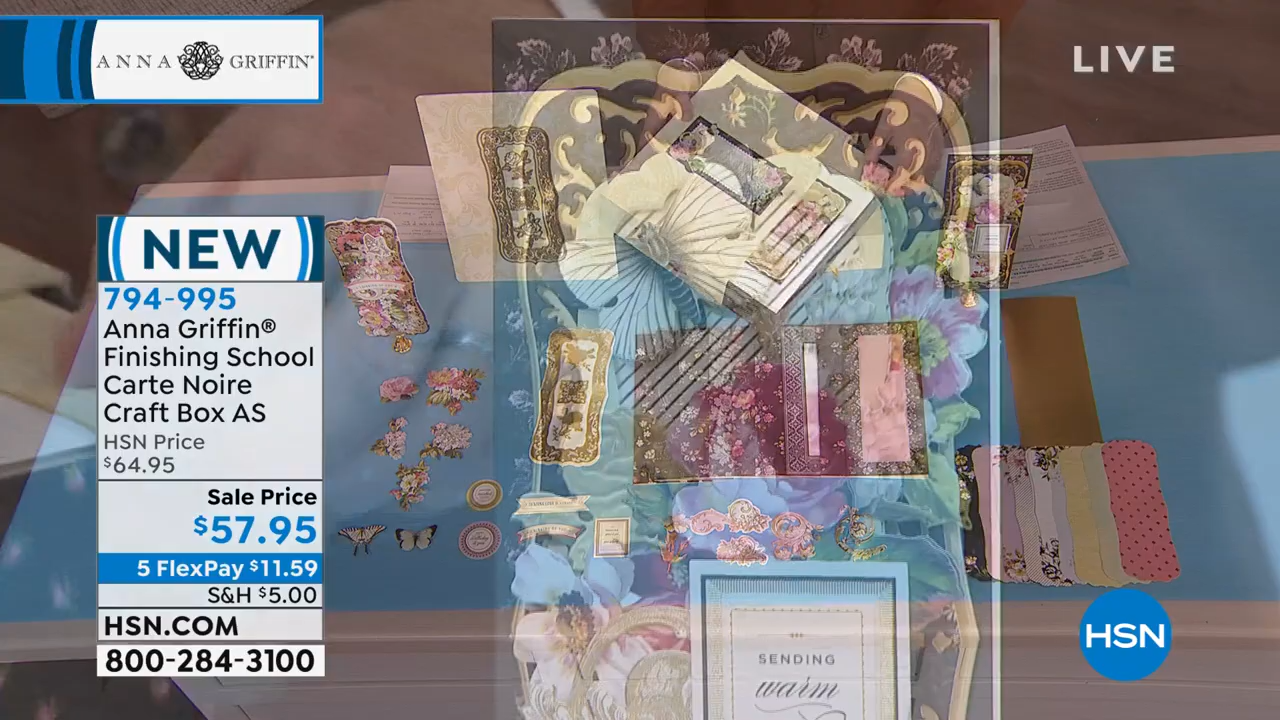 ANNA GRIFFIN®
LIVE
NEW
794-995
Anna Griffin®
Finishing School
Carte Noire
Craft Box AS
HSN Price
$64.95
Sale Price
$57.95
5 FlexPay $11.59
S&H $5.00
HSN.COM
800-284-3100
HSN
SENDING
warm